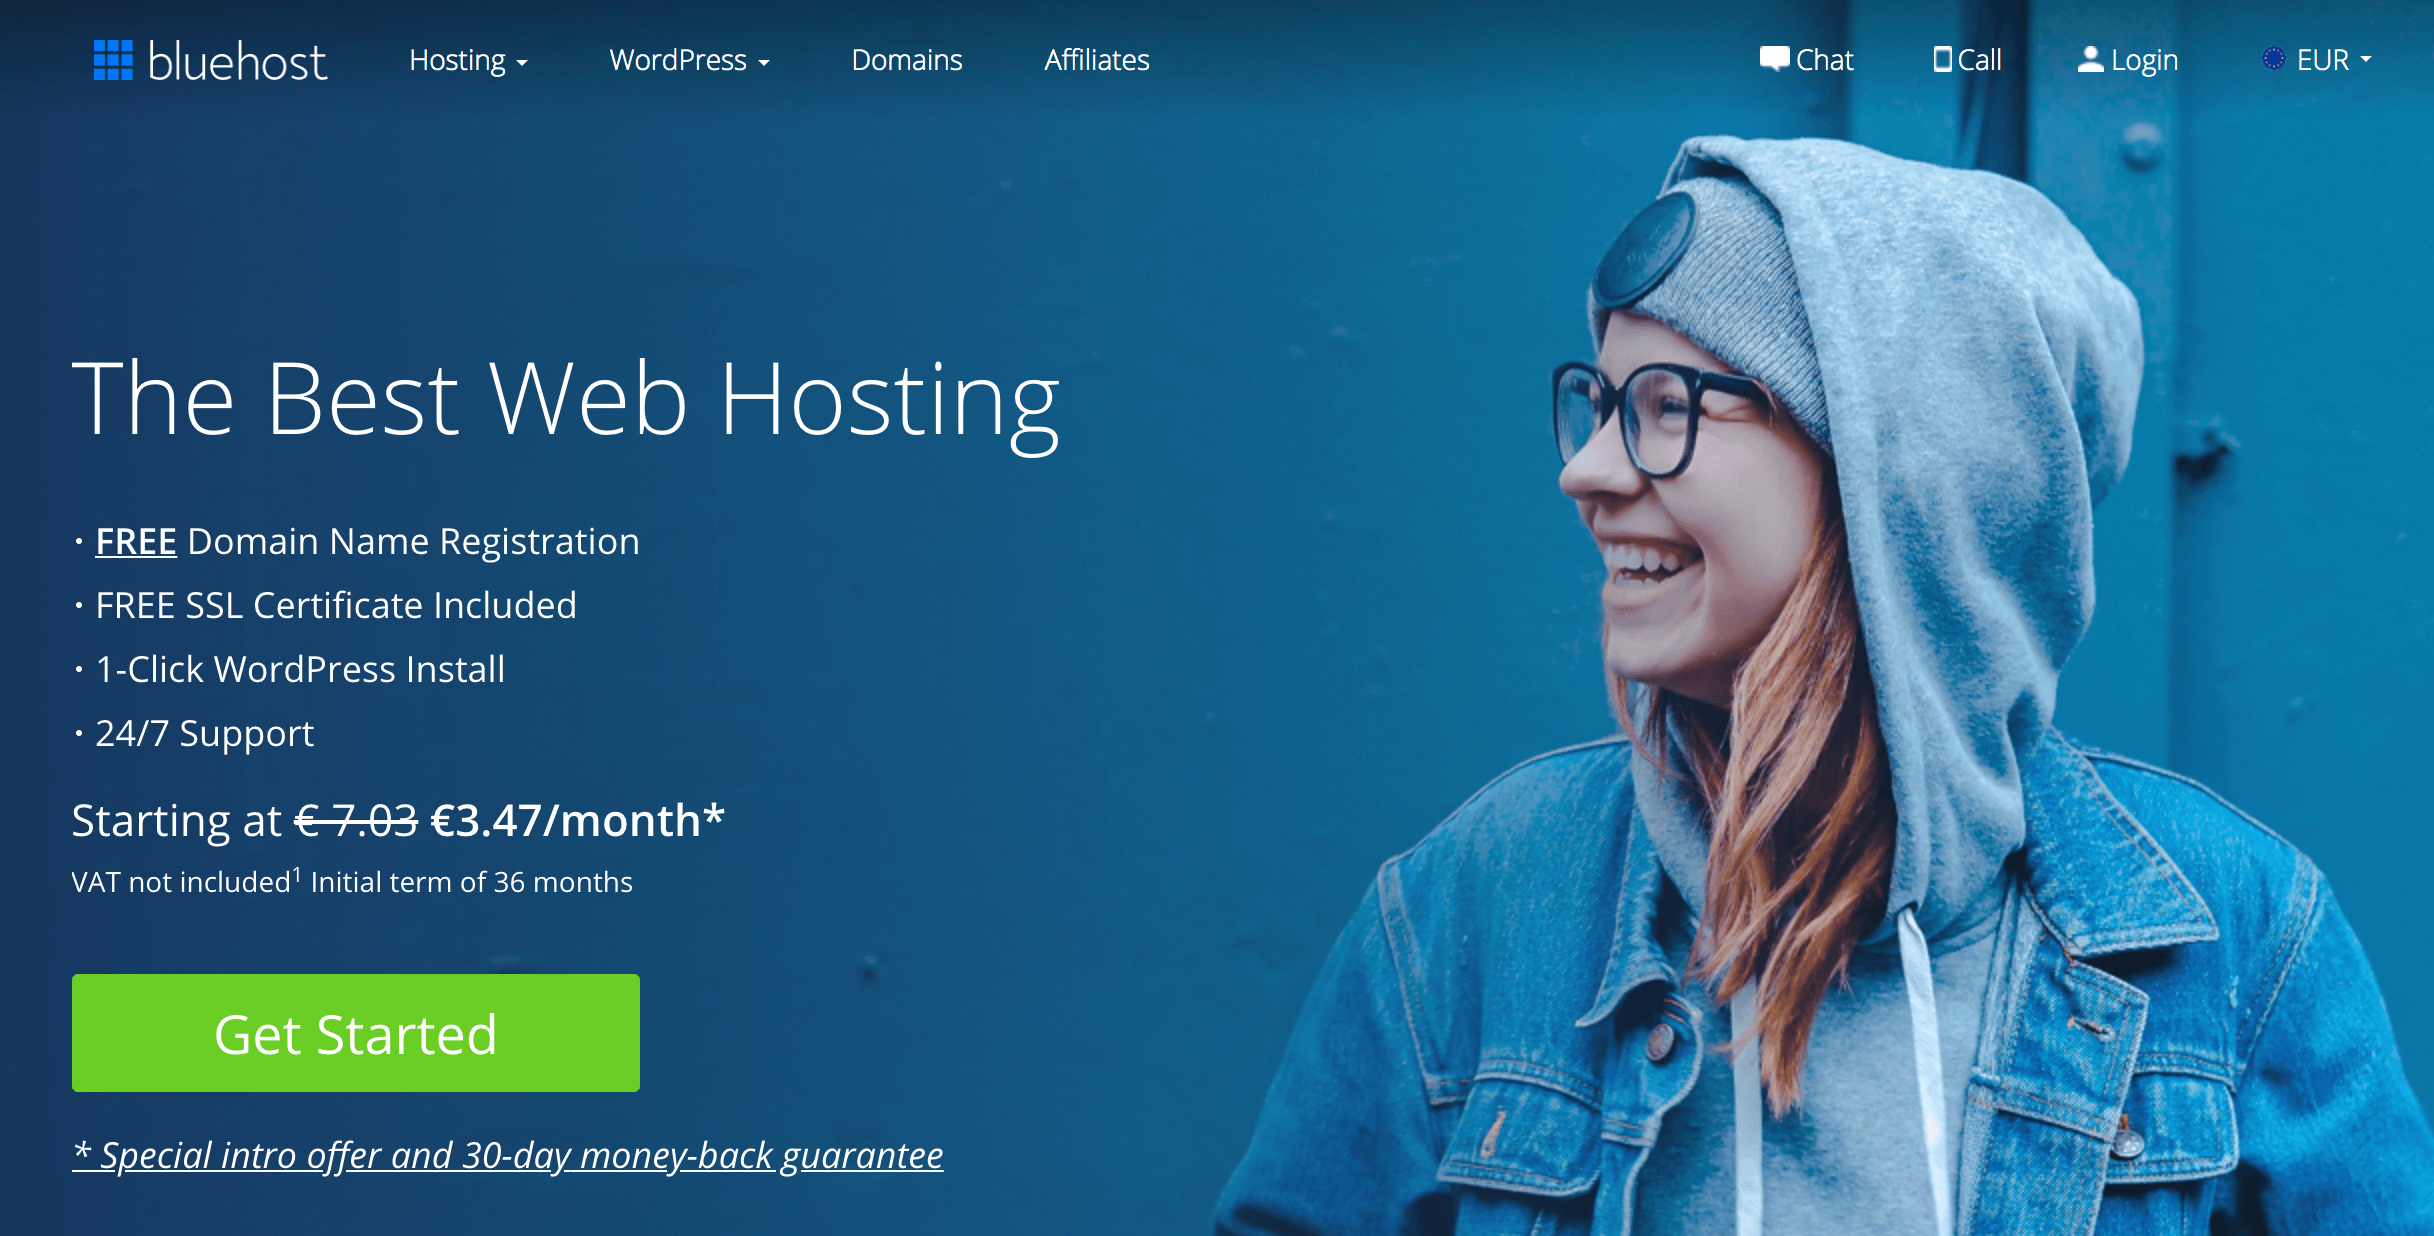 bluehost Hosting WordPress Domains Affiliates Chat Call Login EUR
The Best Web Hosting
· FREE Domain Name Registration
· FREE SSL Certificate Included
· 1-Click WordPress Install
· 24/7 Support
Starting at € 7.03 €3.47/month*
VAT not included¹ Initial term of 36 months
Get Started
* Special intro offer and 30-day money-back guarantee